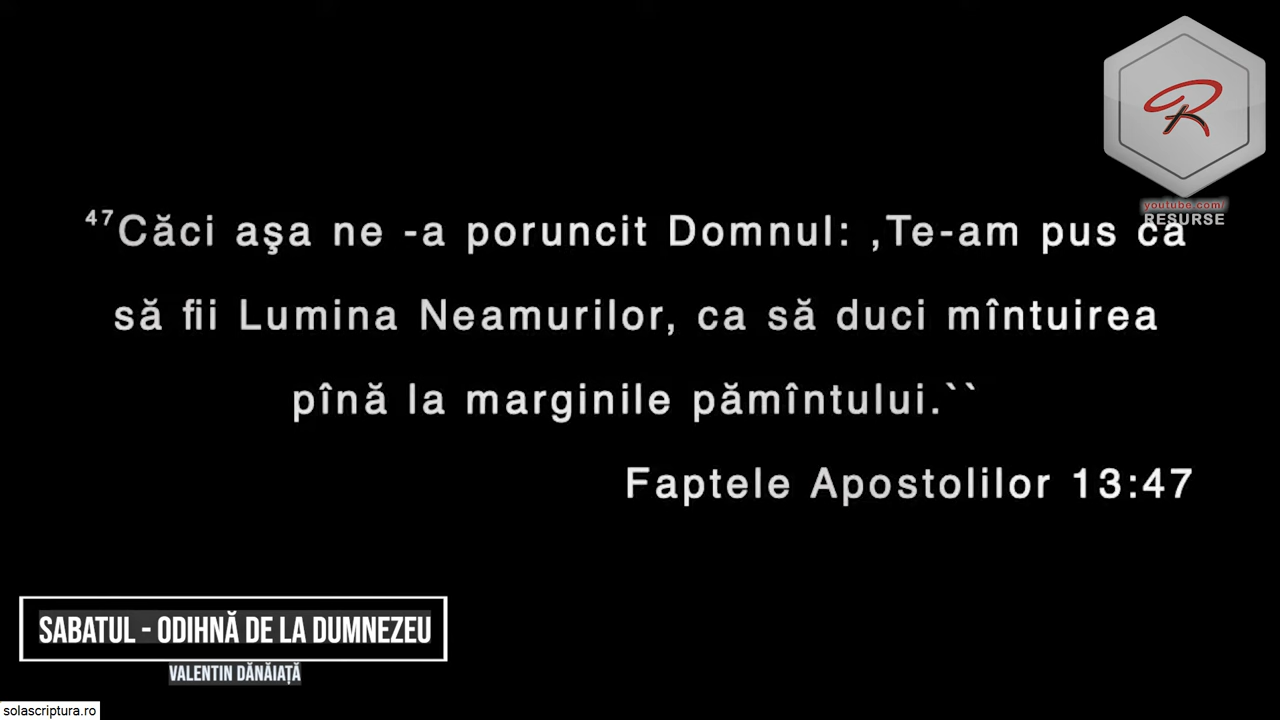 R
youtube.com/
RESURSE
⁴⁷Căci aşa ne -a poruncit Domnul: ,Te-am pus ca
să fii Lumina Neamurilor, ca să duci mîntuirea
pînă la marginile pămîntului.``
Faptele Apostolilor 13:47
SABATUL - ODIHNĂ DE LA DUMNEZEU
VALENTIN DĂNĂIAȚĂ
solascriptura.ro